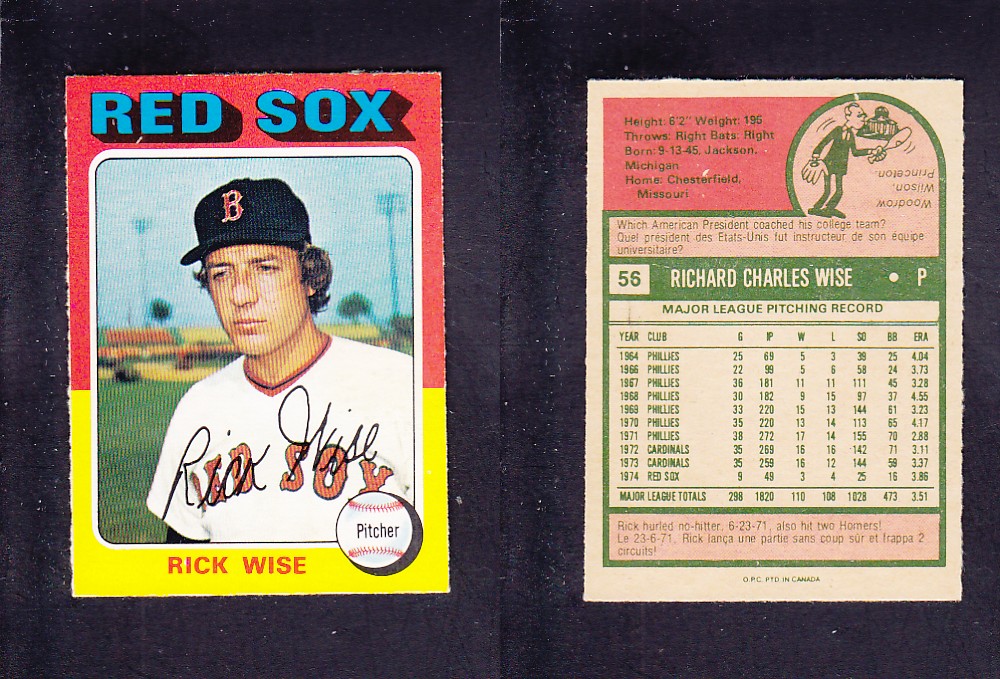 RED SOX
B
Rick Wise
RED SOX
Pitcher
RICK WISE
Height: 6'2" Weight: 195
Throws: Right Bats: Right
Born: 9-13-45, Jackson,
Michigan
Home: Chesterfield,
Missouri
Woodrow
Wilson,
Princeton.
Which American President coached his college team?
Quel président des Etats-Unis fut instructeur de son équipe
universitaire?
56 RICHARD CHARLES WISE • P
MAJOR LEAGUE PITCHING RECORD
YEAR CLUB G IP W L SO BB ERA
1964 PHILLIES 25 69 5 3 39 25 4.04
1966 PHILLIES 22 99 5 6 58 24 3.73
1967 PHILLIES 36 181 11 11 111 45 3.28
1968 PHILLIES 30 182 9 15 97 37 4.55
1969 PHILLIES 33 220 15 13 144 61 3.23
1970 PHILLIES 35 220 13 14 113 65 4.17
1971 PHILLIES 38 272 17 14 155 70 2.88
1972 CARDINALS 35 269 16 16 142 71 3.11
1973 CARDINALS 35 259 16 12 144 59 3.37
1974 RED SOX 9 49 3 4 25 16 3.86
MAJOR LEAGUE TOTALS 298 1820 110 108 1028 473 3.51
Rick hurled no-hitter, 6-23-71, also hit two Homers!
Le 23-6-71, Rick lança une partie sans coup sûr et frappa 2
circuits!
O.P.C. PTD. IN CANADA